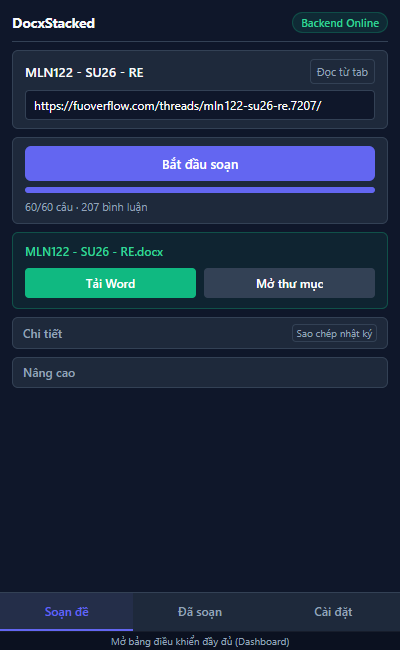 DocxStacked
Backend Online
MLN122 - SU26 - RE
Đọc từ tab
https://fuoverflow.com/threads/mln122-su26-re.7207/
Bắt đầu soạn
60/60 câu · 207 bình luận
MLN122 - SU26 - RE.docx
Tải Word
Mở thư mục
Chi tiết
Sao chép nhật ký
Nâng cao
Soạn đề
Đã soạn
Cài đặt
Mở bảng điều khiển đầy đủ (Dashboard)